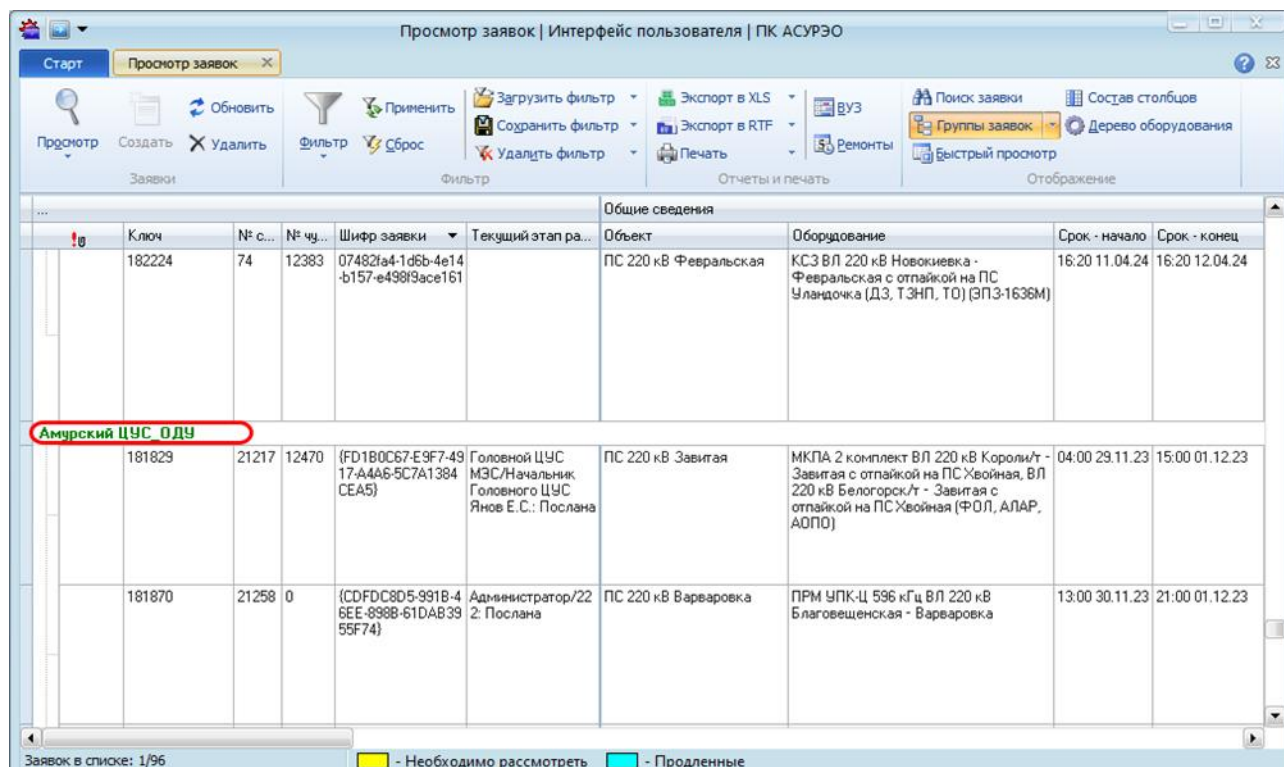 Просмотр заявок | Интерфейс пользователя | ПК АСУРЭО
Старт Просмотр заявок
Просмотр Создать Обновить Удалить
Заявки
Фильтр Применить Сброс Загрузить фильтр Сохранить фильтр Удалить фильтр
Фильтр
Экспорт в XLS Экспорт в RTF Печать ВУЗ Ремонты
Отчеты и печать
Поиск заявки Группы заявок Быстрый просмотр Состав столбцов Дерево оборудования
Отображение
... Общие сведения
Ключ № с... № чу... Шифр заявки Текущий этап ра... Объект Оборудование Срок - начало Срок - конец
182224 74 12383 07482fa4-1d6b-4e14 ПС 220 кВ Февральская КСЗ ВЛ 220 кВ Новокиевка - 16:20 11.04.24 16:20 12.04.24
-b157-e498f9ace161 Февральская с отпайкой на ПС
Уландочка (ДЗ, ТЗНП, ТО) (ЭПЗ-1636М)
Амурский ЦУС_ОДУ
181829 21217 12470 {FD1B0C67-E9F7-49 Головной ЦУС ПС 220 кВ Завитая МКПА 2 комплект ВЛ 220 кВ Короли/т - 04:00 29.11.23 15:00 01.12.23
17-A4A6-5C7A1384 МЭС/Начальник Завитая с отпайкой на ПС Хвойная, ВЛ
CEA5} Головного ЦУС 220 кВ Белогорск/т - Завитая с
Янов Е.С.: Послана отпайкой на ПС Хвойная (ФОЛ, АЛАР,
АОПО)
181870 21258 0 {CDFDC8D5-991B-4 Администратор/22 ПС 220 кВ Варваровка ПРМ УПК-Ц 596 кГц ВЛ 220 кВ 13:00 30.11.23 21:00 01.12.23
6EE-898B-61DAB39 2: Послана Благовещенская - Варваровка
55F74}
Заявок в списке: 1/96 - Необходимо рассмотреть - Продленные